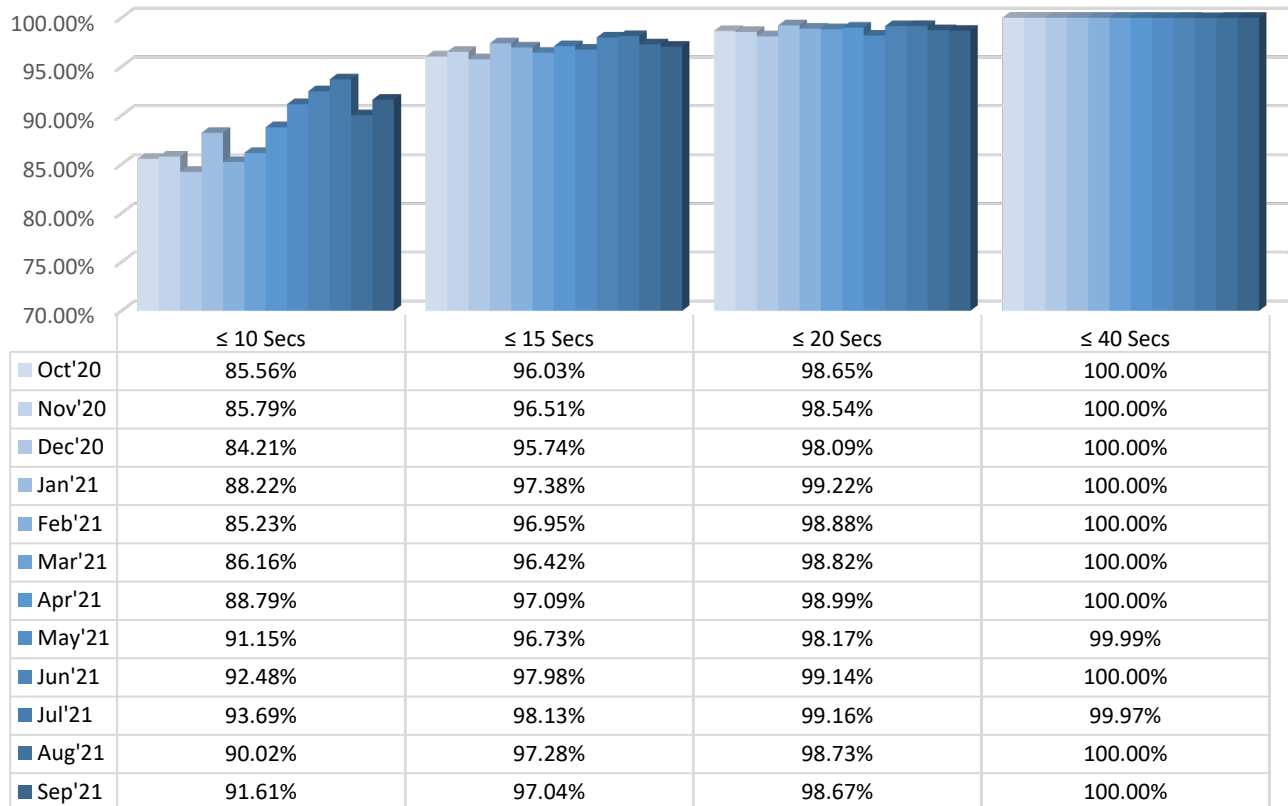 100.00%
95.00%
90.00%
85.00%
80.00%
75.00%
70.00%
≤ 10 Secs ≤ 15 Secs ≤ 20 Secs ≤ 40 Secs
Oct'20 85.56% 96.03% 98.65% 100.00%
Nov'20 85.79% 96.51% 98.54% 100.00%
Dec'20 84.21% 95.74% 98.09% 100.00%
Jan'21 88.22% 97.38% 99.22% 100.00%
Feb'21 85.23% 96.95% 98.88% 100.00%
Mar'21 86.16% 96.42% 98.82% 100.00%
Apr'21 88.79% 97.09% 98.99% 100.00%
May'21 91.15% 96.73% 98.17% 99.99%
Jun'21 92.48% 97.98% 99.14% 100.00%
Jul'21 93.69% 98.13% 99.16% 99.97%
Aug'21 90.02% 97.28% 98.73% 100.00%
Sep'21 91.61% 97.04% 98.67% 100.00%